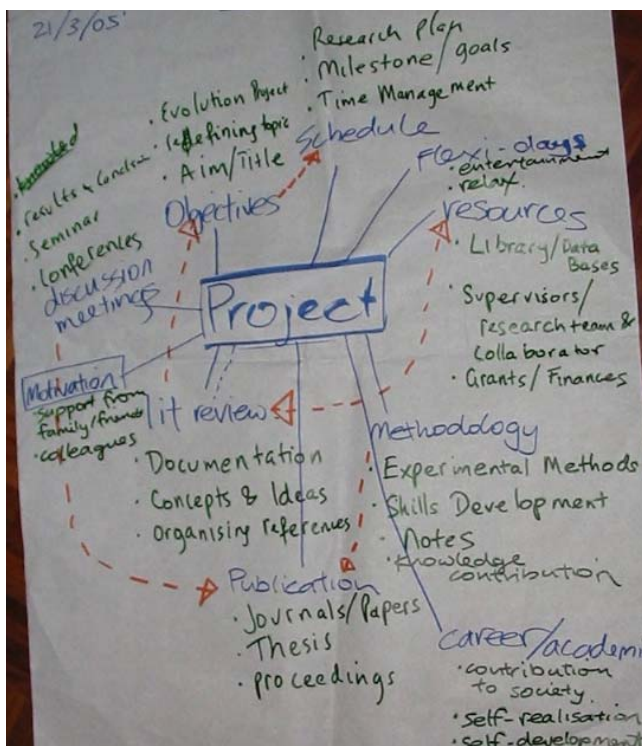 21/3/05
Research Plan
Milestone/goals
Time Management
Schedule
Evolution Project
redefining topic
Aim/Title
Objectives
Flexi-days
entertainment
relax.
resources
Library/Data
Bases
Supervisors/
research team &
collaborator
Grants/Finances
results & Conclusion
Seminar
Conferences
discussion
meetings
Project
Motivation
support from
family/friends
colleagues
lit review
Documentation
Concepts & Ideas
Organising references
Methodology
Experimental Methods
Skills Development
Notes
Knowledge
contribution
Publication
Journals/Papers
Thesis
proceedings
career/academi
contribution
to society.
self-realisation
self-development